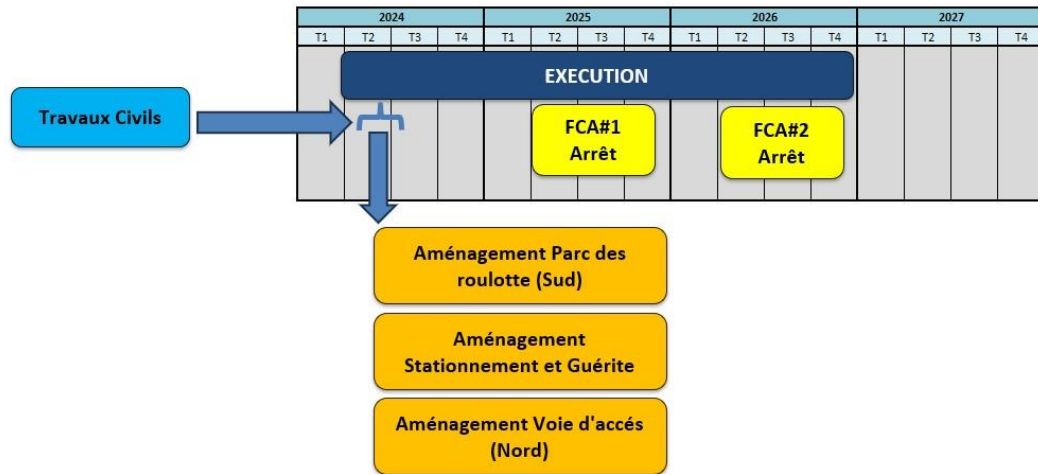 2024 2025 2026 2027
T1 T2 T3 T4 T1 T2 T3 T4 T1 T2 T3 T4 T1 T2 T3 T4
EXECUTION
Travaux Civils
FCA#1
Arrêt
FCA#2
Arrêt
Aménagement Parc des
roulotte (Sud)
Aménagement
Stationnement et Guérite
Aménagement Voie d'accés
(Nord)